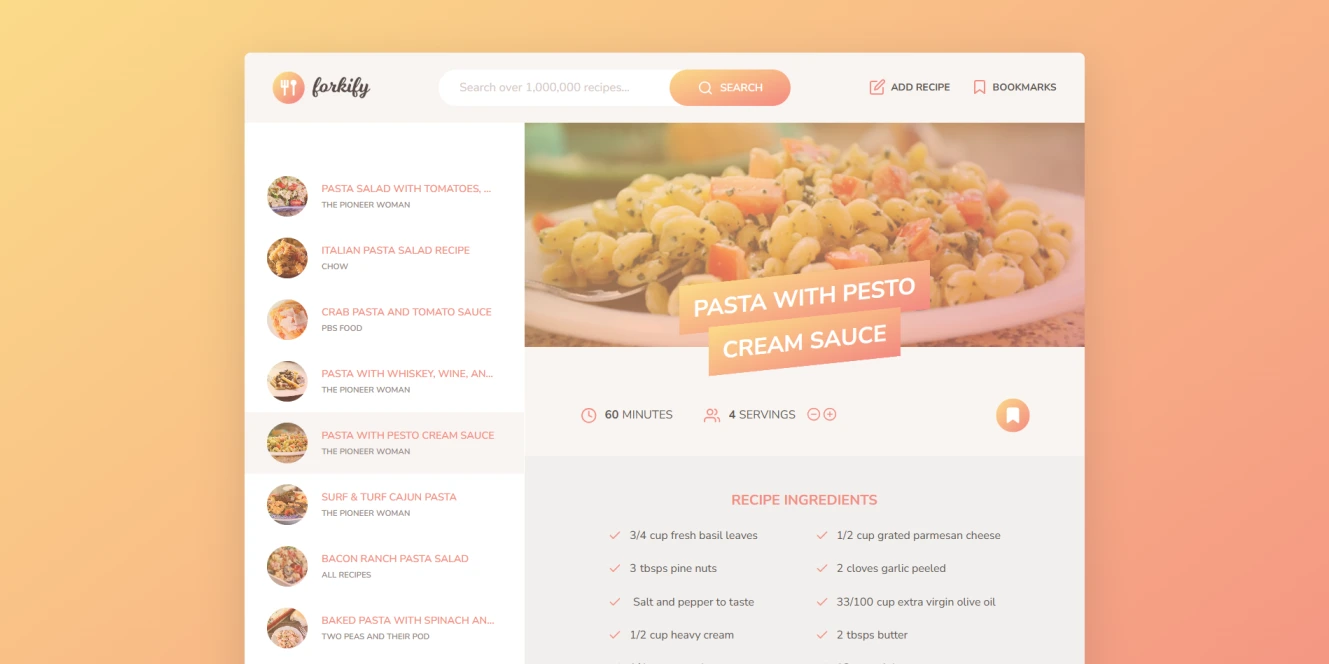 forkify
Search over 1,000,000 recipes...
SEARCH
ADD RECIPE
BOOKMARKS
PASTA SALAD WITH TOMATOES, ...
THE PIONEER WOMAN
ITALIAN PASTA SALAD RECIPE
CHOW
CRAB PASTA AND TOMATO SAUCE
PBS FOOD
PASTA WITH WHISKEY, WINE, AN...
THE PIONEER WOMAN
PASTA WITH PESTO CREAM SAUCE
THE PIONEER WOMAN
SURF & TURF CAJUN PASTA
THE PIONEER WOMAN
BACON RANCH PASTA SALAD
ALL RECIPES
BAKED PASTA WITH SPINACH AN...
TWO PEAS AND THEIR POD
PASTA WITH PESTO
CREAM SAUCE
60 MINUTES
4 SERVINGS
RECIPE INGREDIENTS
3/4 cup fresh basil leaves
1/2 cup grated parmesan cheese
3 tbsps pine nuts
2 cloves garlic peeled
Salt and pepper to taste
33/100 cup extra virgin olive oil
1/2 cup heavy cream
2 tbsps butter